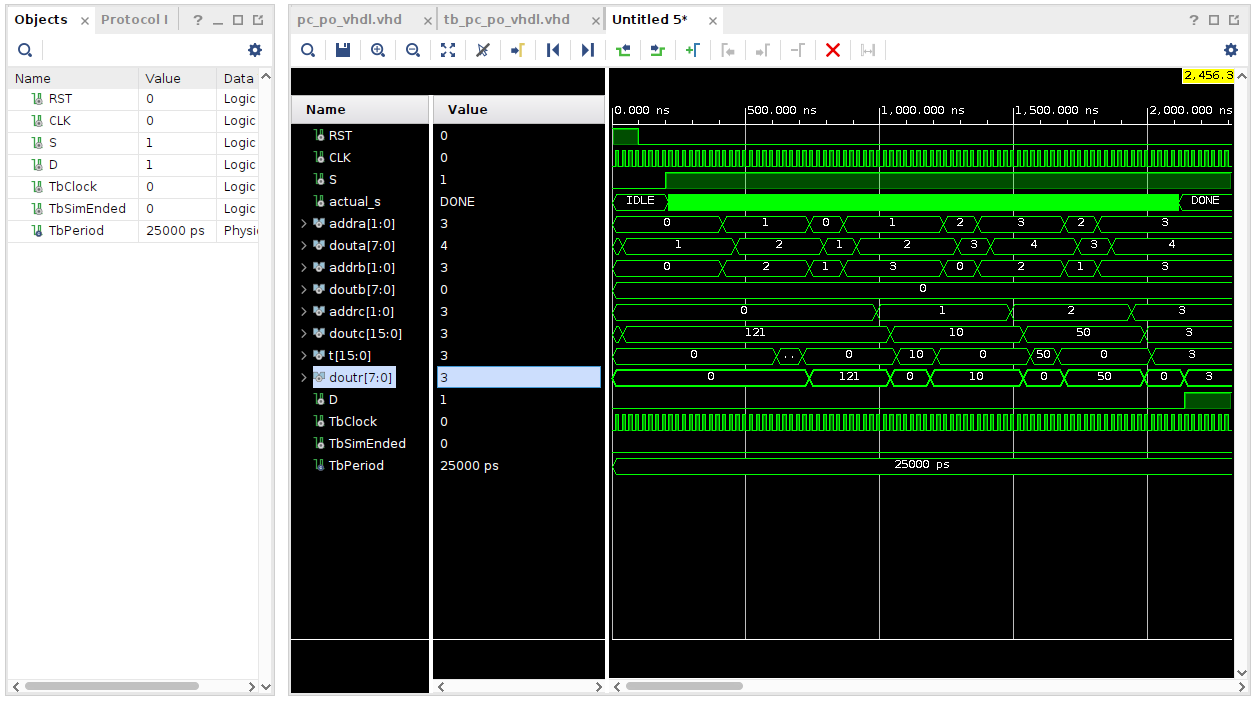 Objects × Protocol I ? pc_po_vhdl.vhd × tb_pc_po_vhdl.vhd × Untitled 5* × ?
Name Value Data
RST 0 Logic
CLK 0 Logic
S 1 Logic
D 1 Logic
TbClock 0 Logic
TbSimEnded 0 Logic
TbPeriod 25000 ps Physi
2,456.3
Name Value 0.000 ns 500.000 ns 1,000.000 ns 1,500.000 ns 2,000.000 ns
RST 0
CLK 0
S 1
actual_s DONE IDLE DONE
addra[1:0] 3 0 1 0 1 2 3 2 3
douta[7:0] 4 1 2 1 2 3 4 3 4
addrb[1:0] 3 0 2 1 3 0 2 1 3
doutb[7:0] 0 0
addrc[1:0] 3 0 1 2 3
doutc[15:0] 3 121 10 50 3
t[15:0] 3 0 .. 0 10 0 50 0 3
doutr[7:0] 3 0 121 0 10 0 50 0 3
D 1
TbClock 0
TbSimEnded 0
TbPeriod 25000 ps 25000 ps